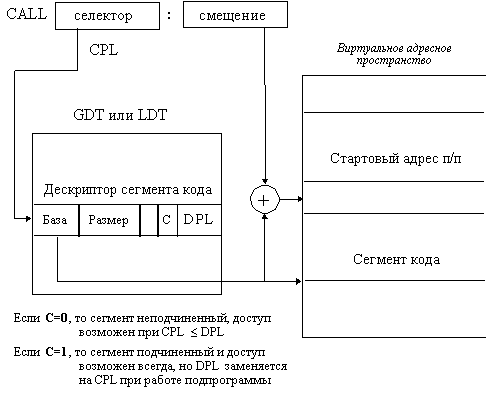 CALL селектор : смещение
CPL
Виртуальное адресное
пространство
GDT или LDT
Стартовый адрес п/п
Дескриптор сегмента кода
+
База Размер C DPL
Сегмент кода
Если C=0, то сегмент неподчиненный, доступ
возможен при CPL ≤ DPL
Если C=1, то сегмент подчиненный и доступ
возможен всегда, но DPL заменяется
на CPL при работе подпрограммы